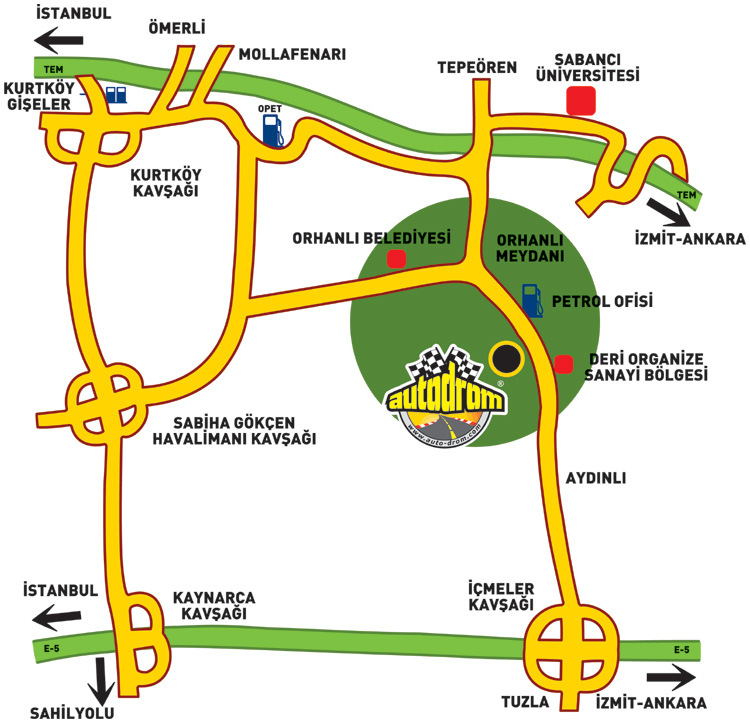 İSTANBUL
ÖMERLİ
MOLLAFENARI
TEM
KURTKÖY
GİŞELER
OPET
TEPEÖREN
SABANCI
ÜNİVERSİTESİ
KURTKÖY
KAVŞAĞI
TEM
İZMİT-ANKARA
ORHANLI BELEDİYESİ
ORHANLI
MEYDANI
PETROL OFİSİ
DERİ ORGANİZE
SANAYİ BÖLGESİ
autodrom
®
www.auto-drom.com
SABİHA GÖKÇEN
HAVALİMANI KAVŞAĞI
AYDINLI
İSTANBUL
KAYNARCA
KAVŞAĞI
İÇMELER
KAVŞAĞI
E-5
E-5
SAHİLYOLU
TUZLA
İZMİT-ANKARA